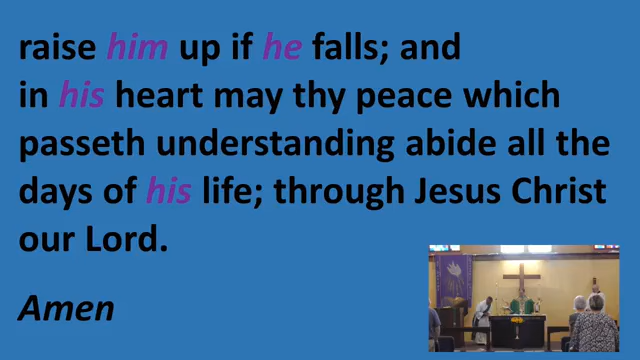 raise him up if he falls; and
in his heart may thy peace which
passeth understanding abide all the
days of his life; through Jesus Christ
our Lord.
Amen